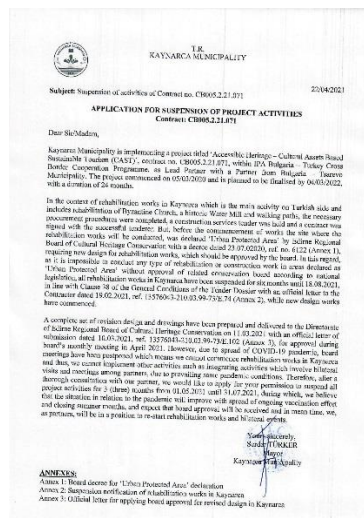 T.R.
KAYNARCA MUNICIPALITY
Subject: Suspension of activities of Contract no. CB005.2.21.071
22/04/2021
APPLICATION FOR SUSPENSION OF PROJECT ACTIVITIES
Contract: CB005.2.21.071
Dear Sir/Madam,
Kaynarca Municipality is implementing a project titled 'Accessible Heritage – Cultural Assets Based
Sustainable Tourism (CAST)', contract no. CB005.2.21.071, within IPA Bulgaria – Turkey Cross
Border Cooperation Programme, as Lead Partner with a Partner from Bulgaria – Tsarevo
Municipality. The project commenced on 05/03/2020 and is planned to be finalised by 04/03/2022,
with a duration of 24 months.
In the context of rehabilitation works in Kaynarca which is the main activity on Turkish side and
includes rehabilitation of Byzantine Church, a historic Water Mill and walking paths, the necessary
procurement procedures were completed, a construction services tender was held and a contract was
signed with the successful tenderer. But, before the commencement of works the site where the
rehabilitation works will be conducted, was declared 'Urban Protected Area' by Edirne Regional
Board of Cultural Heritage Conservation with a decree dated 23.07.2020, ref. no. 6122 (Annex 1),
requiring new design for rehabilitation works, which should be approved by the board. In this regard,
as it is impossible to conduct any type of rehabilitation or construction work in areas declared as
'Urban Protected Area' without approval of related conservation board according to national
legislation, all rehabilitation works in Kaynarca have been suspended for six months until 18.08.2021,
in line with Clause 38 of the General Conditions of the Tender Dossier with an official letter to the
Contractor dated 19.02.2021, ref. 13576043-210.03.99-73/E.74 (Annex 2), while new design works
have commenced.
A complete set of revision design and drawings have been prepared and delivered to the Directorate
of Edirne Regional Board of Cultural Heritage Conservation on 11.03.2021 with an official letter of
submission dated 10.03.2021, ref. 13576043-210.03.99-73/E.102 (Annex 3), for approval during
board's monthly meeting in April 2021. However, due to spread of COVID-19 pandemic, board
meetings have been postponed which means we cannot commence rehabilitation works in Kaynarca
and thus, we cannot implement other activities such as integrating activities which involve bilateral
visits and meetings among partners, due to prevailing same pandemic conditions. Therefore, after a
thorough consultation with our partner, we would like to apply for your permission to suspend all
project activities for 3 (three) months from 01.05.2021 until 31.07.2021, during which, we believe
that the situation in relation to the pandemic will improve with spread of ongoing vaccination effort
and closing summer months, and expect that board approval will be received and in mean time, we,
as partners, will be in a position to re-start rehabilitation works and bilateral events.
Yours sincerely,
TÜRKER
Mayor
Kaynarca Municipality
ANNEXES:
Annex 1: Board decree for 'Urban Protected Area' declaration
Annex 2: Suspension notification of rehabilitation works in Kaynarca
Annex 3: Official letter for applying board approval for revised design in Kaynarca